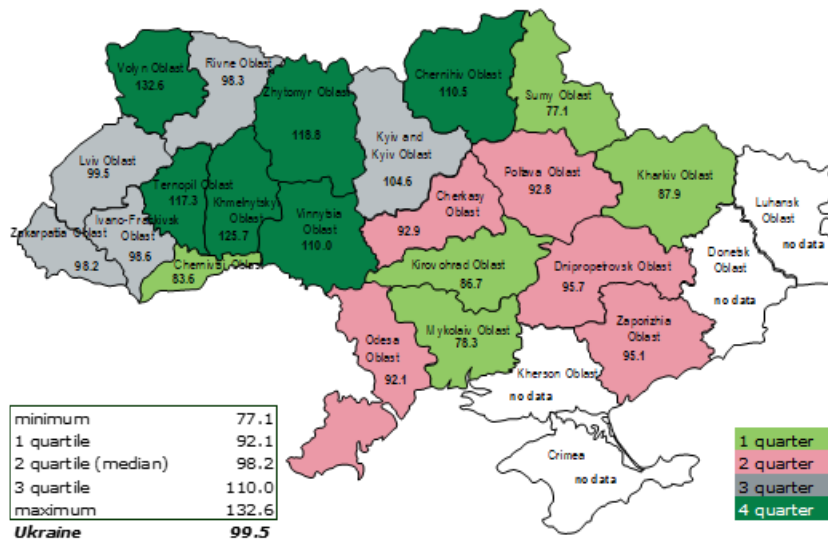 Volyn Oblast
132.6
Rivne Oblast
98.3
Zhytomyr Oblast
118.8
Kyiv and
Kyiv Oblast
104.6
Chernihiv Oblast
110.5
Sumy Oblast
77.1
Lviv Oblast
99.5
Ternopil Oblast
117.3
Khmelnytsky
Oblast
125.7
Vinnytsia
Oblast
110.0
Cherkasy
Oblast
92.9
Poltava Oblast
92.8
Kharkiv Oblast
87.9
Luhansk
Oblast
no data
Zakarpattia Oblast
98.2
Ivano-Frankivsk
Oblast
98.6
Chernivtsi Oblast
83.6
Kirovohrad Oblast
86.7
Dnipropetrovsk Oblast
95.7
Donetsk
Oblast
no data
Odesa
Oblast
92.1
Mykolaiv Oblast
78.3
Zaporizhia
Oblast
95.1
Kherson Oblast
no data
Crimea
no data
minimum 77.1
1 quartile 92.1
2 quartile (median) 98.2
3 quartile 110.0
maximum 132.6
Ukraine 99.5
1 quarter
2 quarter
3 quarter
4 quarter